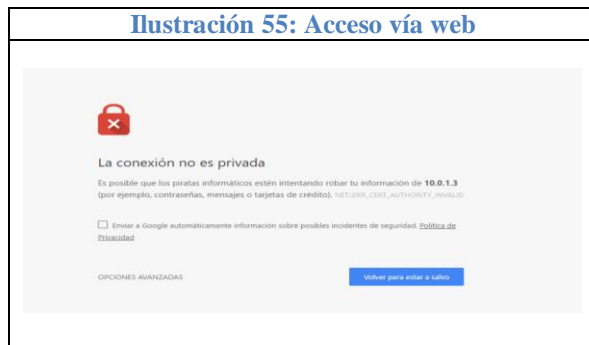 Ilustración 55: Acceso vía web
La conexión no es privada
Es posible que los piratas informáticos estén intentando robar tu información de 10.0.1.3
(por ejemplo, contraseñas, mensajes o tarjetas de crédito). NET::ERR_CERT_AUTHORITY_INVALID
Enviar a Google automáticamente información sobre posibles incidentes de seguridad. Política de
Privacidad
OPCIONES AVANZADAS
Volver para estar a salvo